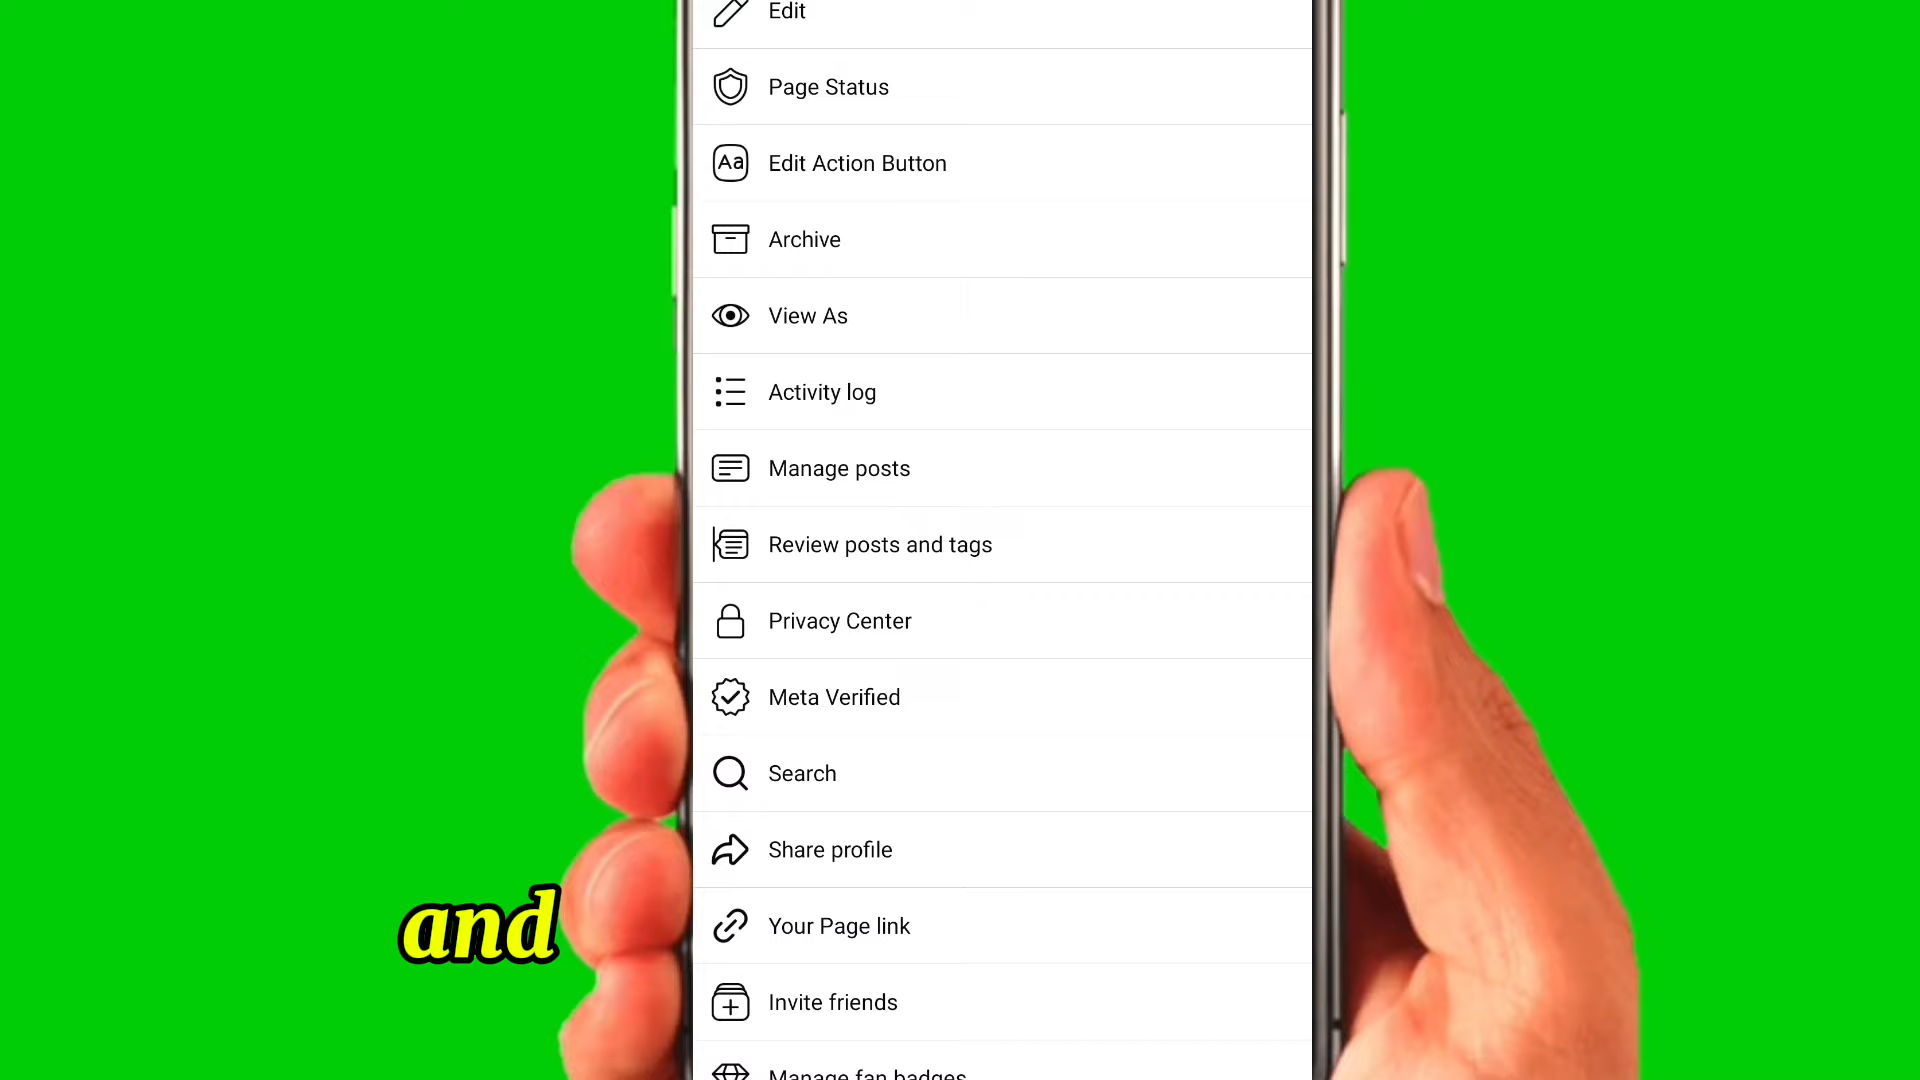 Edit
Page Status
Aa
Edit Action Button
Archive
View As
Activity log
Manage posts
Review posts and tags
Privacy Center
Meta Verified
Search
Share profile
and
Your Page link
Invite friends
Manage fan badges